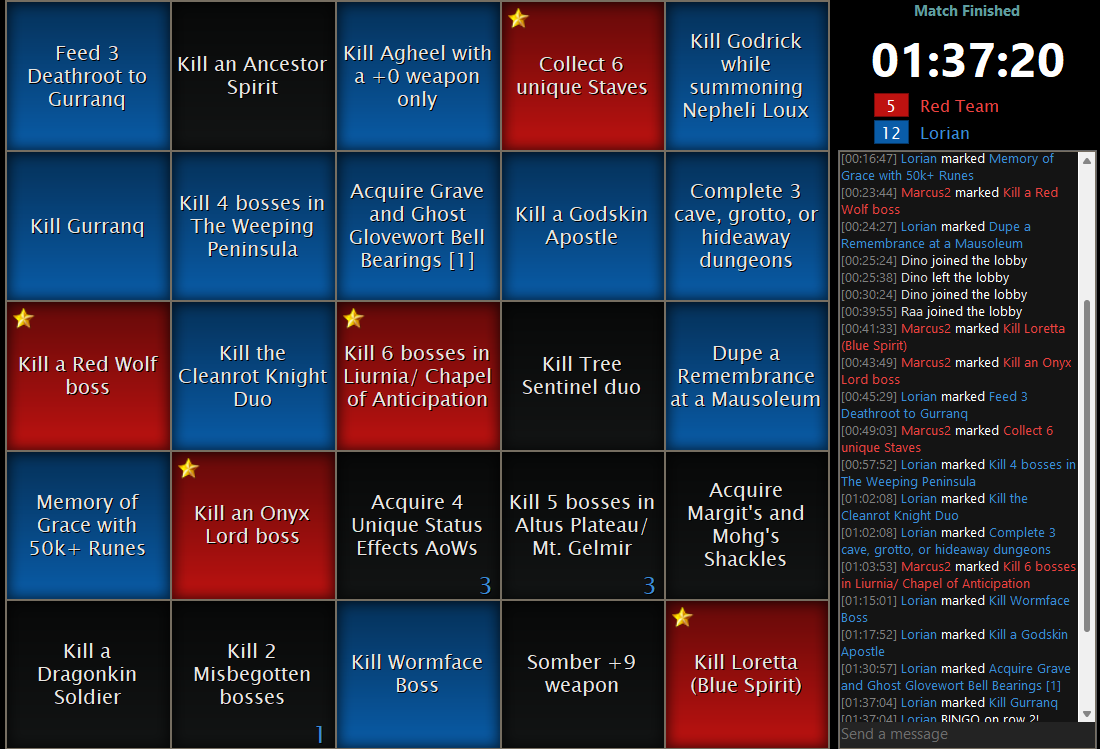 Feed 3
Deathroot to
Gurranq
Kill an Ancestor
Spirit
Kill Agheel with
a +0 weapon
only
Collect 6
unique Staves
Kill Godrick
while
summoning
Nepheli Loux
Kill Gurranq
Kill 4 bosses in
The Weeping
Peninsula
Acquire Grave
and Ghost
Glovewort Bell
Bearings [1]
Kill a Godskin
Apostle
Complete 3
cave, grotto, or
hideaway
dungeons
Kill a Red Wolf
boss
Kill the
Cleanrot Knight
Duo
Kill 6 bosses in
Liurnia/ Chapel
of Anticipation
Kill Tree
Sentinel duo
Dupe a
Remembrance
at a Mausoleum
Memory of
Grace with
50k+ Runes
Kill an Onyx
Lord boss
Acquire 4
Unique Status
Effects AoWs
3
Kill 5 bosses in
Altus Plateau/
Mt. Gelmir
3
Acquire
Margit's and
Mohg's
Shackles
Kill a
Dragonkin
Soldier
Kill 2
Misbegotten
bosses
1
Kill Wormface
Boss
Somber +9
weapon
Kill Loretta
(Blue Spirit)
Match Finished
01:37:20
5 Red Team
12 Lorian
[00:16:47] Lorian marked Memory of
Grace with 50k+ Runes
[00:23:44] Marcus2 marked Kill a Red
Wolf boss
[00:24:27] Lorian marked Dupe a
Remembrance at a Mausoleum
[00:25:24] Dino joined the lobby
[00:25:38] Dino left the lobby
[00:30:24] Dino joined the lobby
[00:39:55] Raa joined the lobby
[00:41:33] Marcus2 marked Kill Loretta
(Blue Spirit)
[00:43:49] Marcus2 marked Kill an Onyx
Lord boss
[00:45:29] Lorian marked Feed 3
Deathroot to Gurranq
[00:49:03] Marcus2 marked Collect 6
unique Staves
[00:57:52] Lorian marked Kill 4 bosses in
The Weeping Peninsula
[01:02:08] Lorian marked Kill the
Cleanrot Knight Duo
[01:02:08] Lorian marked Complete 3
cave, grotto, or hideaway dungeons
[01:03:53] Marcus2 marked Kill 6 bosses
in Liurnia/ Chapel of Anticipation
[01:15:01] Lorian marked Kill Wormface
Boss
[01:17:52] Lorian marked Kill a Godskin
Apostle
[01:30:57] Lorian marked Acquire Grave
and Ghost Glovewort Bell Bearings [1]
[01:37:04] Lorian marked Kill Gurranq
[01:37:04] Lorian BINGO on row 2!
Send a message